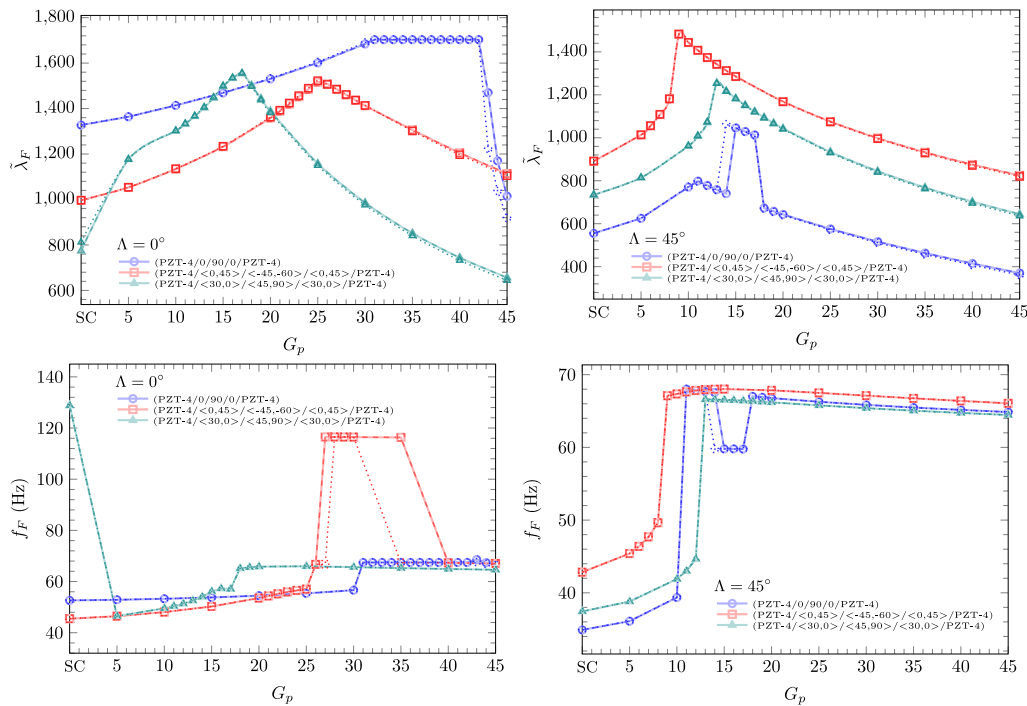 1,800
1,600
1,400
1,200
1,000
800
600
λ̃_F
SC 5 10 15 20 25 30 35 40 45
G_p
Λ = 0°
(PZT-4/0/90/0/PZT-4)
(PZT-4/<0,45>/<-45,-60>/<0,45>/PZT-4)
(PZT-4/<30,0>/<45,90>/<30,0>/PZT-4)
1,400
1,200
1,000
800
600
400
λ̃_F
SC 5 10 15 20 25 30 35 40 45
G_p
Λ = 45°
(PZT-4/0/90/0/PZT-4)
(PZT-4/<0,45>/<-45,-60>/<0,45>/PZT-4)
(PZT-4/<30,0>/<45,90>/<30,0>/PZT-4)
140
120
100
80
60
40
f_F (Hz)
SC 5 10 15 20 25 30 35 40 45
G_p
Λ = 0°
(PZT-4/0/90/0/PZT-4)
(PZT-4/<0,45>/<-45,-60>/<0,45>/PZT-4)
(PZT-4/<30,0>/<45,90>/<30,0>/PZT-4)
70
60
50
40
30
f_F (Hz)
SC 5 10 15 20 25 30 35 40 45
G_p
Λ = 45°
(PZT-4/0/90/0/PZT-4)
(PZT-4/<0,45>/<-45,-60>/<0,45>/PZT-4)
(PZT-4/<30,0>/<45,90>/<30,0>/PZT-4)